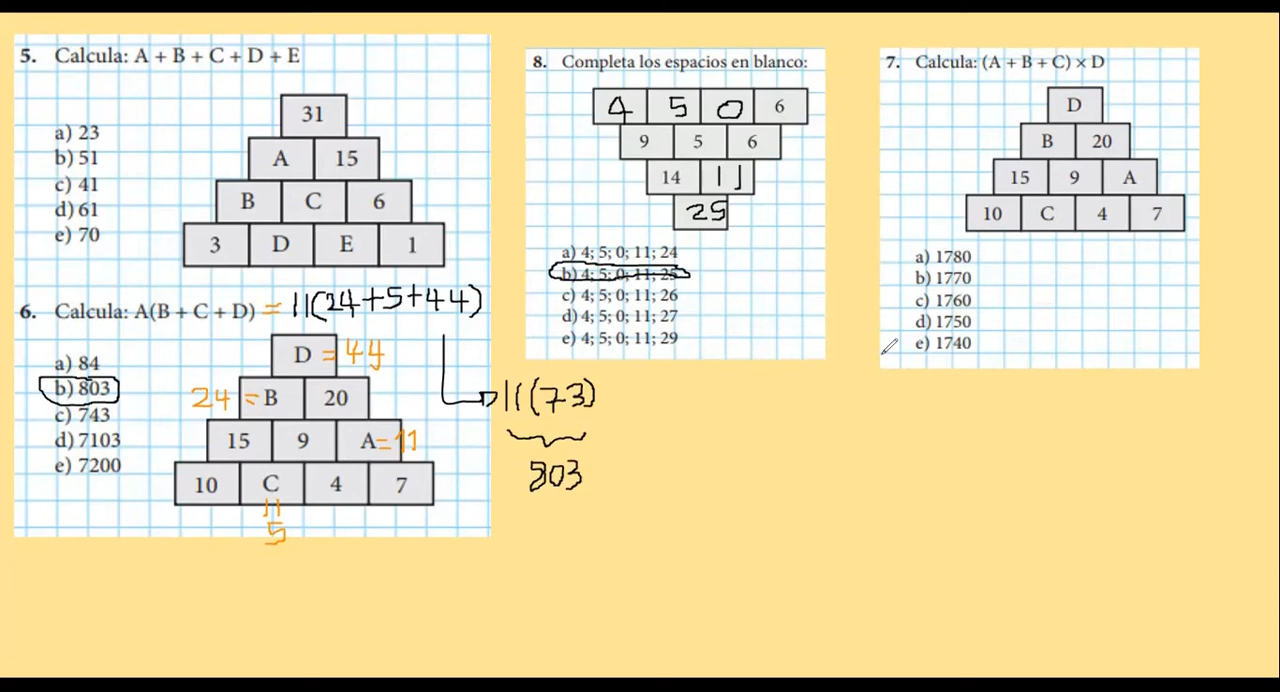 5. Calcula: A + B + C + D + E
31
a) 23
b) 51
c) 41
d) 61
e) 70
A 15
B C 6
3 D E 1
6. Calcula: A(B + C + D) = 11(24+5+44)
a) 84
b) 803
c) 743
d) 7103
e) 7200
D = 44
24 = B 20
15 9 A = 11
10 C 4 7
11
5
11(73)
803
8. Completa los espacios en blanco:
4 5 0 6
9 5 6
14 11
25
a) 4; 5; 0; 11; 24
b) 4; 5; 0; 11; 25
c) 4; 5; 0; 11; 26
d) 4; 5; 0; 11; 27
e) 4; 5; 0; 11; 29
7. Calcula: (A + B + C) × D
D
B 20
15 9 A
10 C 4 7
a) 1780
b) 1770
c) 1760
d) 1750
e) 1740